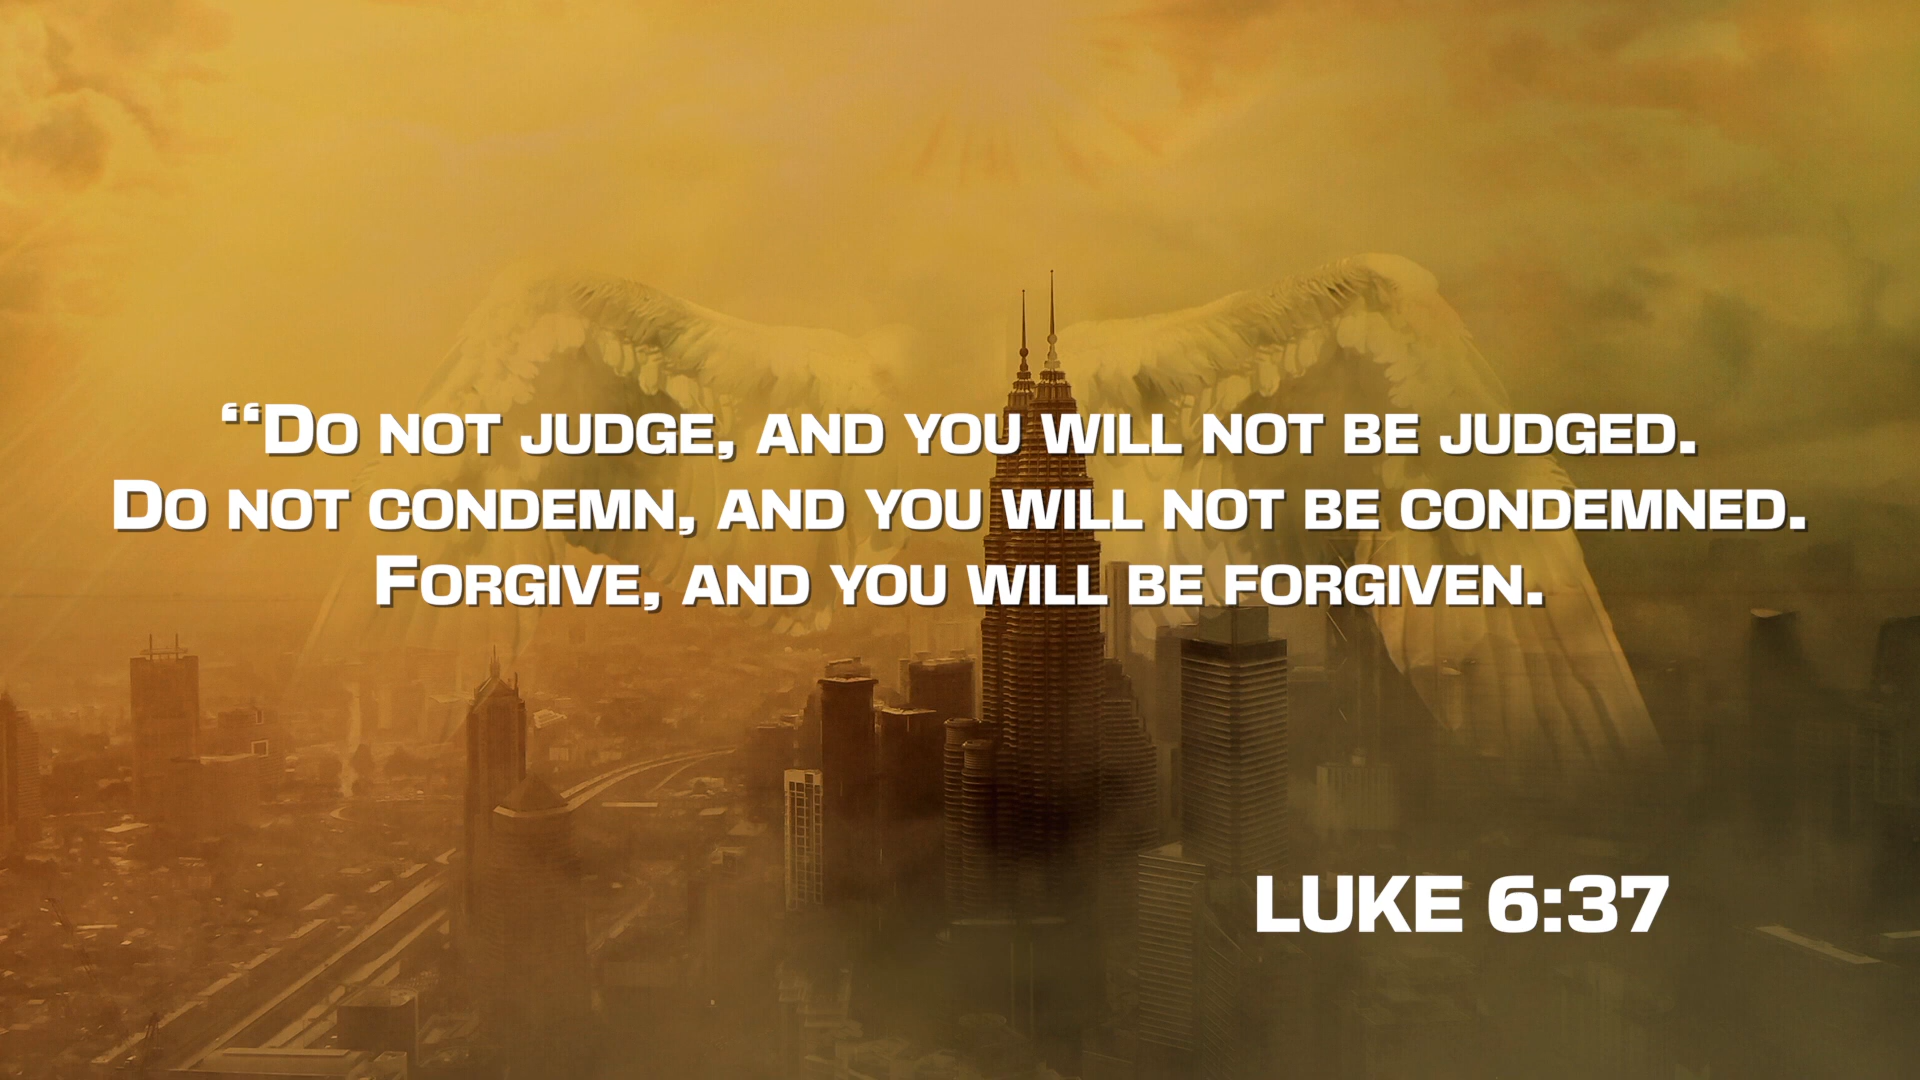 “Do not judge, and you will not be judged.
Do not condemn, and you will not be condemned.
Forgive, and you will be forgiven.
LUKE 6:37